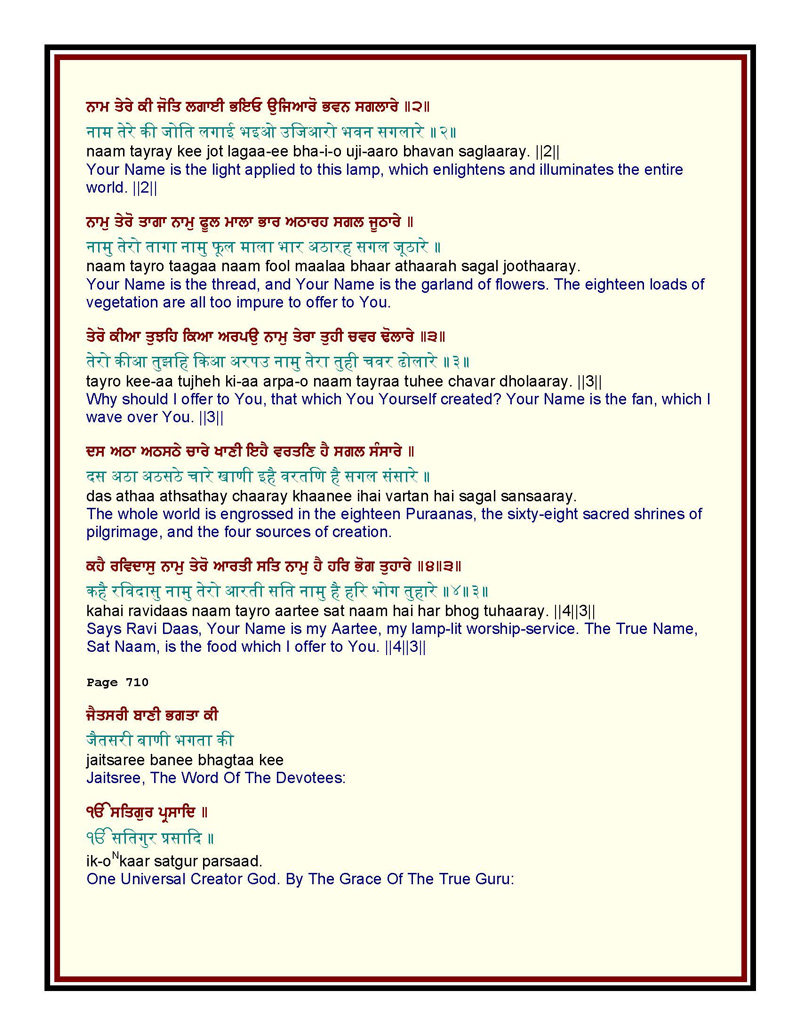 ਨਾਮ ਤੇਰੇ ਕੀ ਜੋਤਿ ਲਗਾਈ ਭਇਓ ਉਜਿਆਰੋ ਭਵਨ ਸਗਲਾਰੇ ॥੨॥
नाम तेरे की जोति लगाई भइओ उजिआरो भवन सगलारे ॥२॥
naam tayray kee jot lagaa-ee bha-i-o uji-aaro bhavan saglaaray. ||2||
Your Name is the light applied to this lamp, which enlightens and illuminates the entire
world. ||2||
ਨਾਮੁ ਤੇਰੋ ਤਾਗਾ ਨਾਮੁ ਫੂਲ ਮਾਲਾ ਭਾਰ ਅਠਾਰਹ ਸਗਲ ਜੂਠਾਰੇ ॥
नामु तेरो तागा नामु फूल माला भार अठारह सगल जूठारे ॥
naam tayro taagaa naam fool maalaa bhaar athaarah sagal joothaaray.
Your Name is the thread, and Your Name is the garland of flowers. The eighteen loads of
vegetation are all too impure to offer to You.
ਤੇਰੋ ਕੀਆ ਤੁਝਹਿ ਕਿਆ ਅਰਪਉ ਨਾਮੁ ਤੇਰਾ ਤੁਹੀ ਚਵਰ ਢੋਲਾਰੇ ॥੩॥
तेरो कीआ तुझहि किआ अरपउ नामु तेरा तुही चवर ढोलारे ॥३॥
tayro kee-aa tujheh ki-aa arpa-o naam tayraa tuhee chavar dholaaray. ||3||
Why should I offer to You, that which You Yourself created? Your Name is the fan, which I
wave over You. ||3||
ਦਸ ਅਠਾ ਅਠਸਠੇ ਚਾਰੇ ਖਾਣੀ ਇਹੈ ਵਰਤਣਿ ਹੈ ਸਗਲ ਸੰਸਾਰੇ ॥
दस अठा अठसठे चारे खाणी इहै वरतणि है सगल संसारे ॥
das athaa athsathay chaaray khaanee ihai vartan hai sagal sansaaray.
The whole world is engrossed in the eighteen Puraanas, the sixty-eight sacred shrines of
pilgrimage, and the four sources of creation.
ਕਹੈ ਰਵਿਦਾਸੁ ਨਾਮੁ ਤੇਰੋ ਆਰਤੀ ਸਤਿ ਨਾਮੁ ਹੈ ਹਰਿ ਭੋਗ ਤੁਹਾਰੇ ॥੪॥੩॥
कहै रविदासु नामु तेरो आरती सति नामु है हरि भोग तुहारे ॥४॥३॥
kahai ravidaas naam tayro aartee sat naam hai har bhog tuhaaray. ||4||3||
Says Ravi Daas, Your Name is my Aartee, my lamp-lit worship-service. The True Name,
Sat Naam, is the food which I offer to You. ||4||3||
Page 710
ਜੈਤਸਰੀ ਬਾਣੀ ਭਗਤਾ ਕੀ
जैतसरी बाणी भगता की
jaitsaree banee bhagtaa kee
Jaitsree, The Word Of The Devotees:
ੴ ਸਤਿਗੁਰ ਪ੍ਰਸਾਦਿ ॥
ੴ सतिगुर प्रसादि ॥
ik-oNkaar satgur parsaad.
One Universal Creator God. By The Grace Of The True Guru: